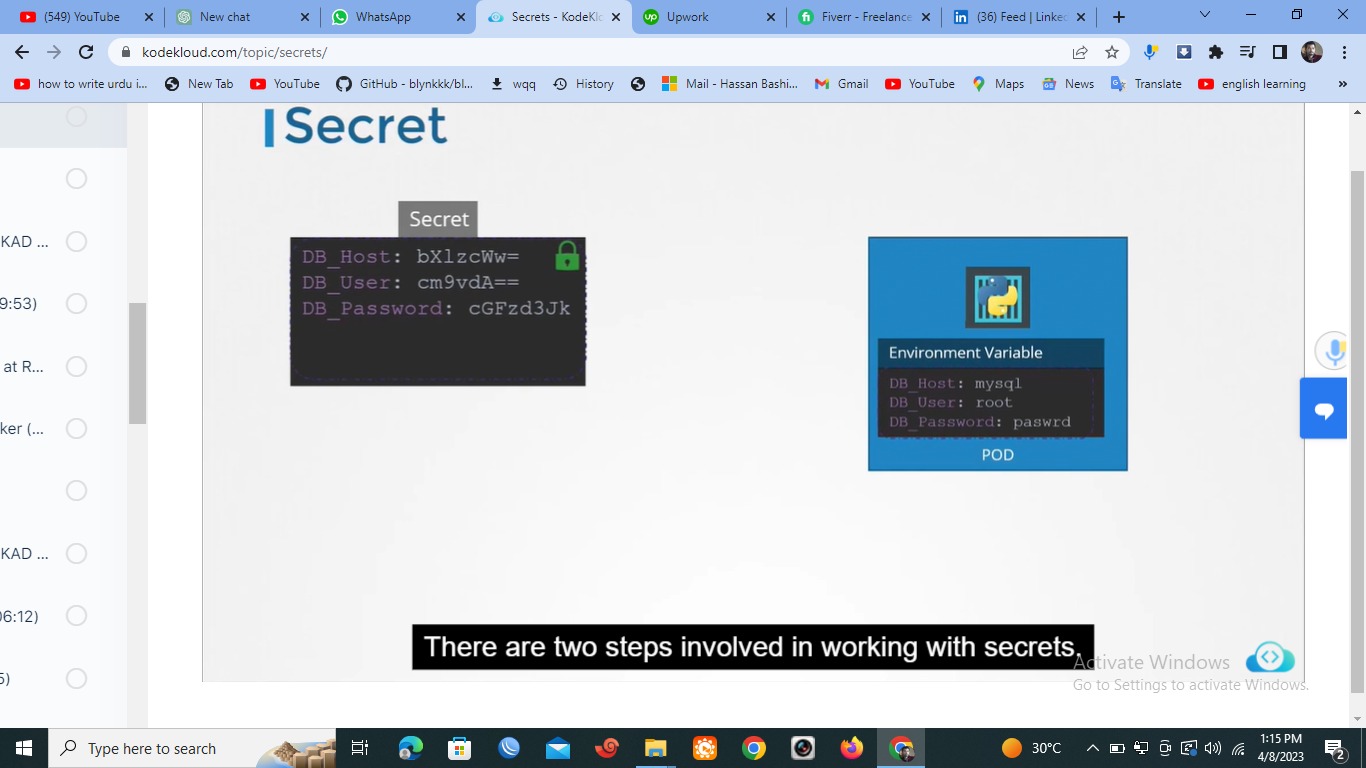 (549) YouTube
New chat
WhatsApp
Secrets - KodeKlo
Upwork
Fiverr - Freelance
(36) Feed | Linked
kodekloud.com/topic/secrets/
how to write urdu i...
New Tab
YouTube
GitHub - blynkkk/bl...
wqq
History
Mail - Hassan Bashi...
Gmail
YouTube
Maps
News
Translate
english learning
»
Secret
Secret
DB_Host: bXlzcWw=
DB_User: cm9vdA==
DB_Password: cGFzd3Jk
Environment Variable
DB_Host: mysql
DB_User: root
DB_Password: paswrd
POD
KAD ...
9:53)
at R...
ker (...
KAD ...
06:12)
5)
There are two steps involved in working with secrets.
Activate Windows
Go to Settings to activate Windows.
Type here to search
30°C
1:15 PM
4/8/2023
2